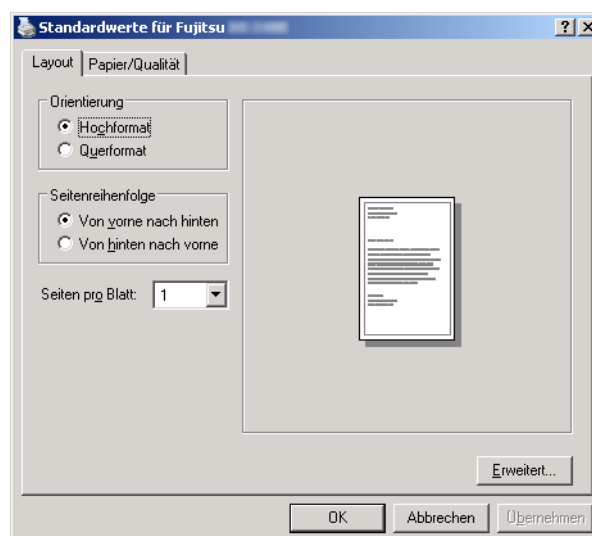 Standardwerte für Fujitsu
Layout Papier/Qualität
Orientierung
Hochformat
Querformat
Seitenreihenfolge
Von vorne nach hinten
Von hinten nach vorne
Seiten pro Blatt: 1
Erweitert...
OK Abbrechen Übernehmen